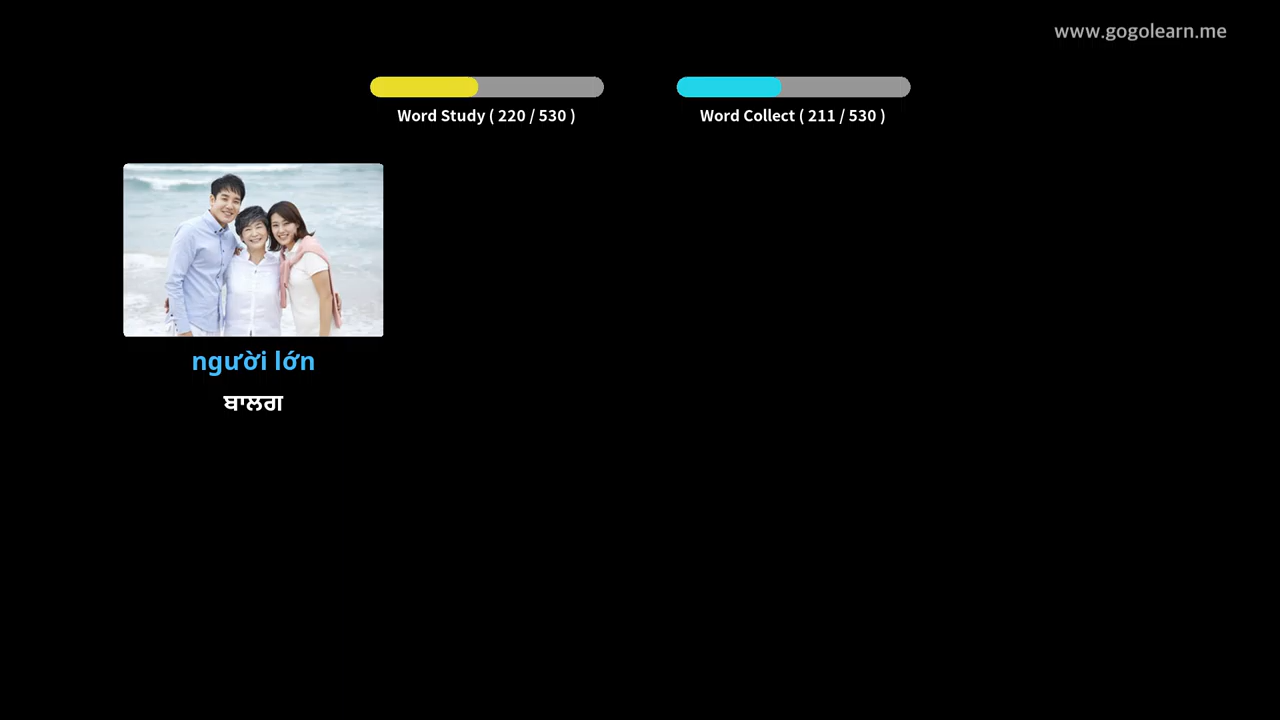 www.gogolearn.me
Word Study ( 220 / 530 )
Word Collect ( 211 / 530 )
người lớn
ਬਾਲਗ